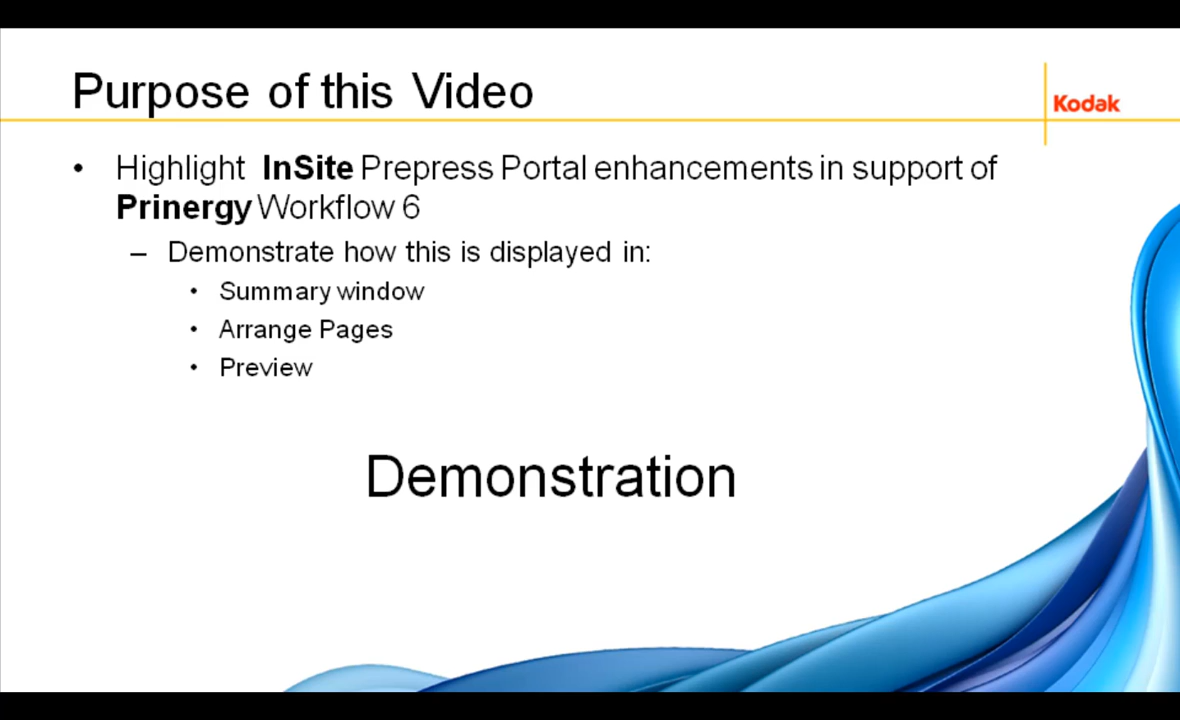 Purpose of this Video
Kodak
• Highlight InSite Prepress Portal enhancements in support of
Prinergy Workflow 6
– Demonstrate how this is displayed in:
• Summary window
• Arrange Pages
• Preview
Demonstration